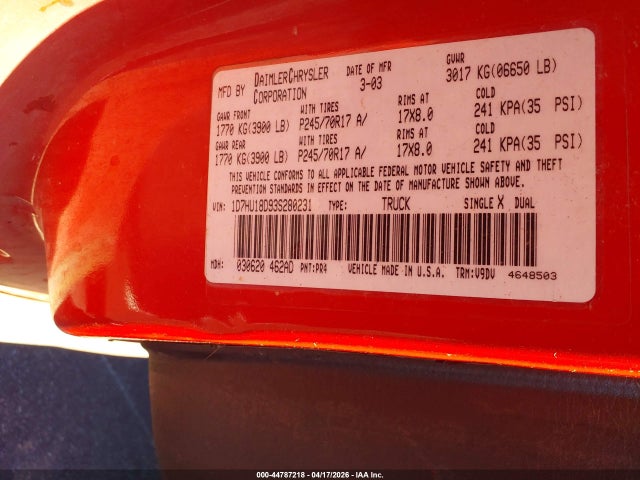 MFD BY DAIMLERCHRYSLER CORPORATION DATE OF MFR 3-03 GVWR 3017 KG(06650 LB)
GAWR FRONT WITH TIRES RIMS AT COLD
1770 KG(3900 LB) P245/70R17 A/ 17X8.0 241 KPA(35 PSI)
GAWR REAR WITH TIRES RIMS AT COLD
1770 KG(3900 LB) P245/70R17 A/ 17X8.0 241 KPA(35 PSI)
THIS VEHICLE CONFORMS TO ALL APPLICABLE FEDERAL MOTOR VEHICLE SAFETY AND THEFT
PREVENTION STANDARDS IN EFFECT ON THE DATE OF MANUFACTURE SHOWN ABOVE.
VIN: 1D7HU18D93S280231 TYPE: TRUCK SINGLE X DUAL
MDH: 030620 462AD PNT:PR4 VEHICLE MADE IN U.S.A. TRM:V9DV 4648503
000-44787218 - 04/17/2026 - IAA Inc.